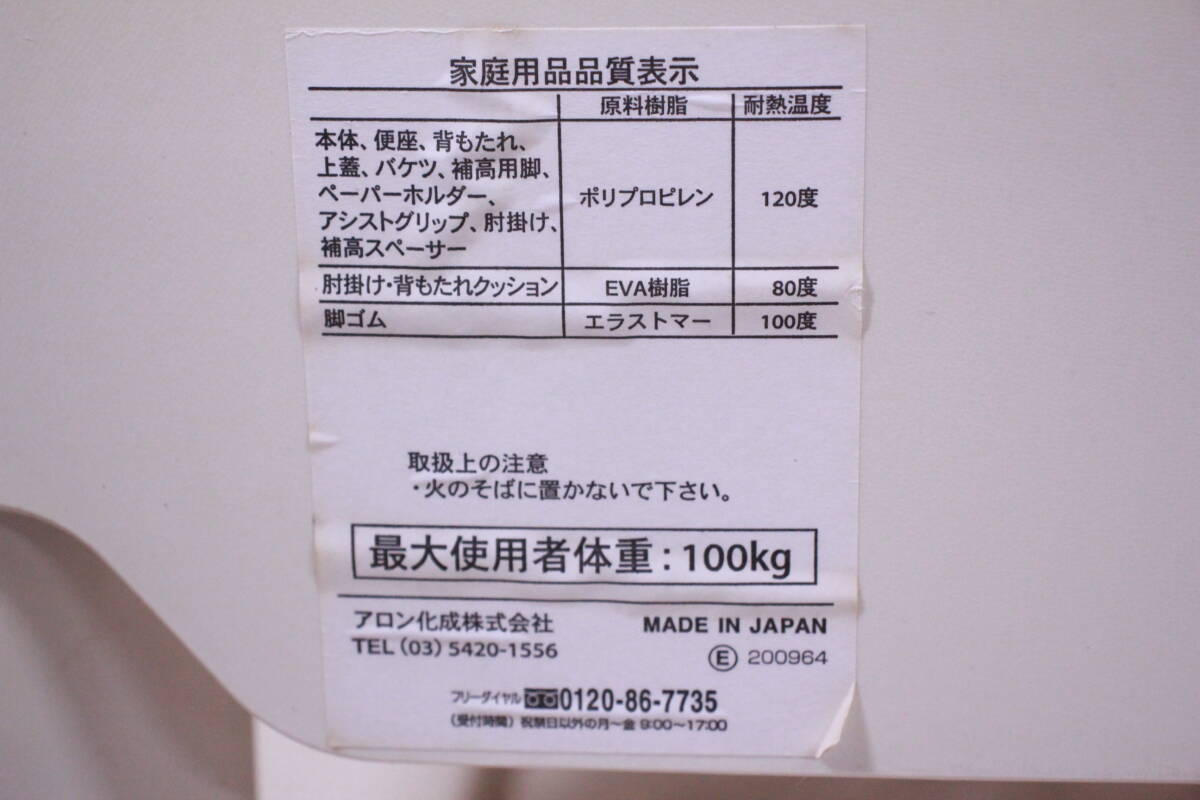 家庭用品品質表示
原料樹脂 耐熱温度
本体、便座、背もたれ、
上蓋、バケツ、補高用脚、
ペーパーホルダー、
アシストグリップ、肘掛け、
補高スペーサー
ポリプロピレン 120度
肘掛け・背もたれクッション EVA樹脂 80度
脚ゴム エラストマー 100度
取扱上の注意
・火のそばに置かないで下さい。
最大使用者体重：100kg
アロン化成株式会社
TEL（03）5420-1556
MADE IN JAPAN
Ⓔ 200964
フリーダイヤル 0120-86-7735
（受付時間）祝祭日以外の月〜金 9:00〜17:00